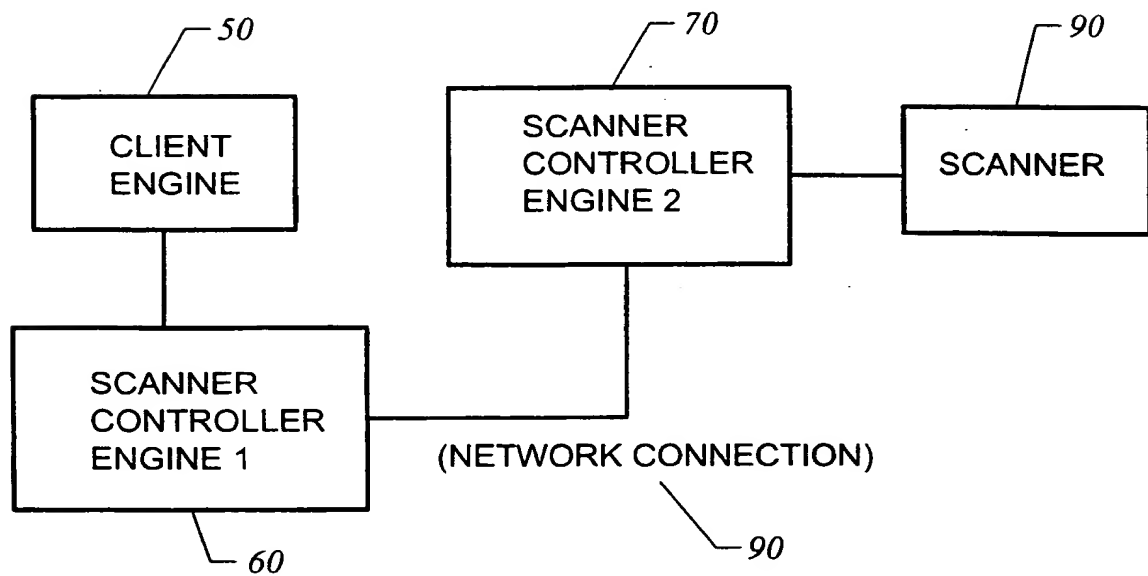 50
70
90
CLIENT
ENGINE
SCANNER
CONTROLLER
ENGINE 2
SCANNER
SCANNER
CONTROLLER
ENGINE 1
(NETWORK CONNECTION)
60
90